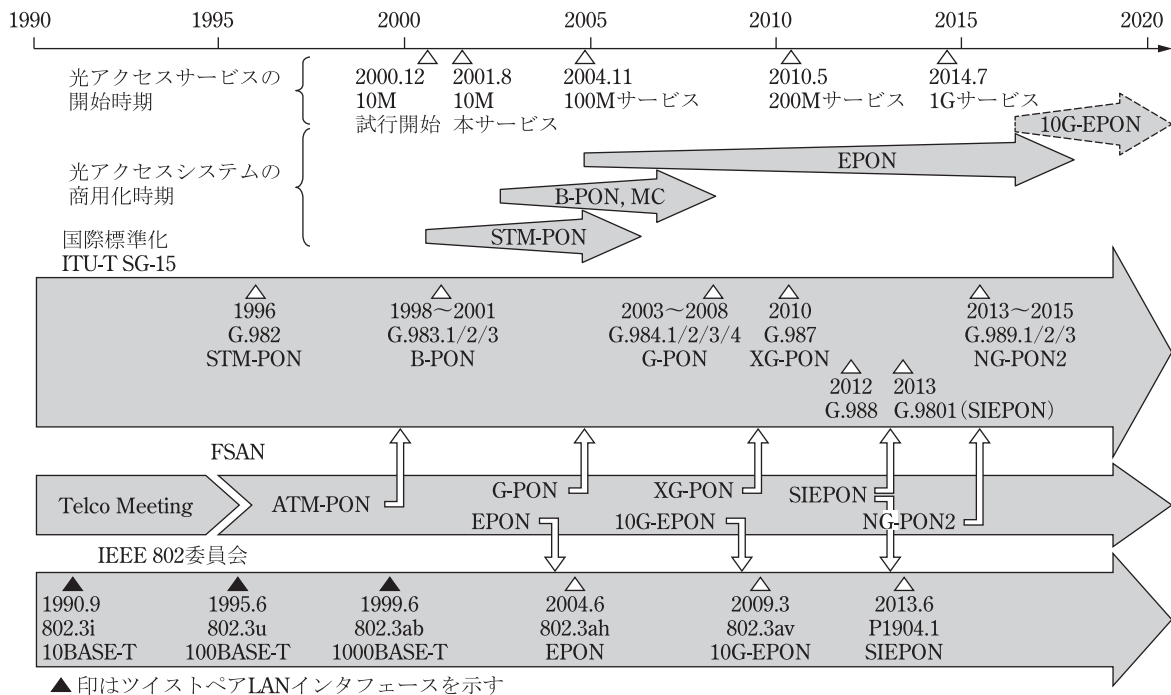 1990 1995 2000 2005 2010 2015 2020
光アクセスサービスの
開始時期
2000.12
10M
試行開始
2001.8
10M
本サービス
2004.11
100Mサービス
2010.5
200Mサービス
2014.7
1Gサービス
10G-EPON
光アクセスシステムの
商用化時期
EPON
B-PON, MC
STM-PON
国際標準化
ITU-T SG-15
1996
G.982
STM-PON
1998～2001
G.983.1/2/3
B-PON
2003～2008
G.984.1/2/3/4
G-PON
2010
G.987
XG-PON
2013～2015
G.989.1/2/3
NG-PON2
2012
G.988
2013
G.9801(SIEPON)
FSAN
Telco Meeting
ATM-PON
G-PON
EPON
XG-PON
10G-EPON
SIEPON
NG-PON2
IEEE 802委員会
1990.9
802.3i
10BASE-T
1995.6
802.3u
100BASE-T
1999.6
802.3ab
1000BASE-T
2004.6
802.3ah
EPON
2009.3
802.3av
10G-EPON
2013.6
P1904.1
SIEPON
▲ 印はツイストペアLANインタフェースを示す